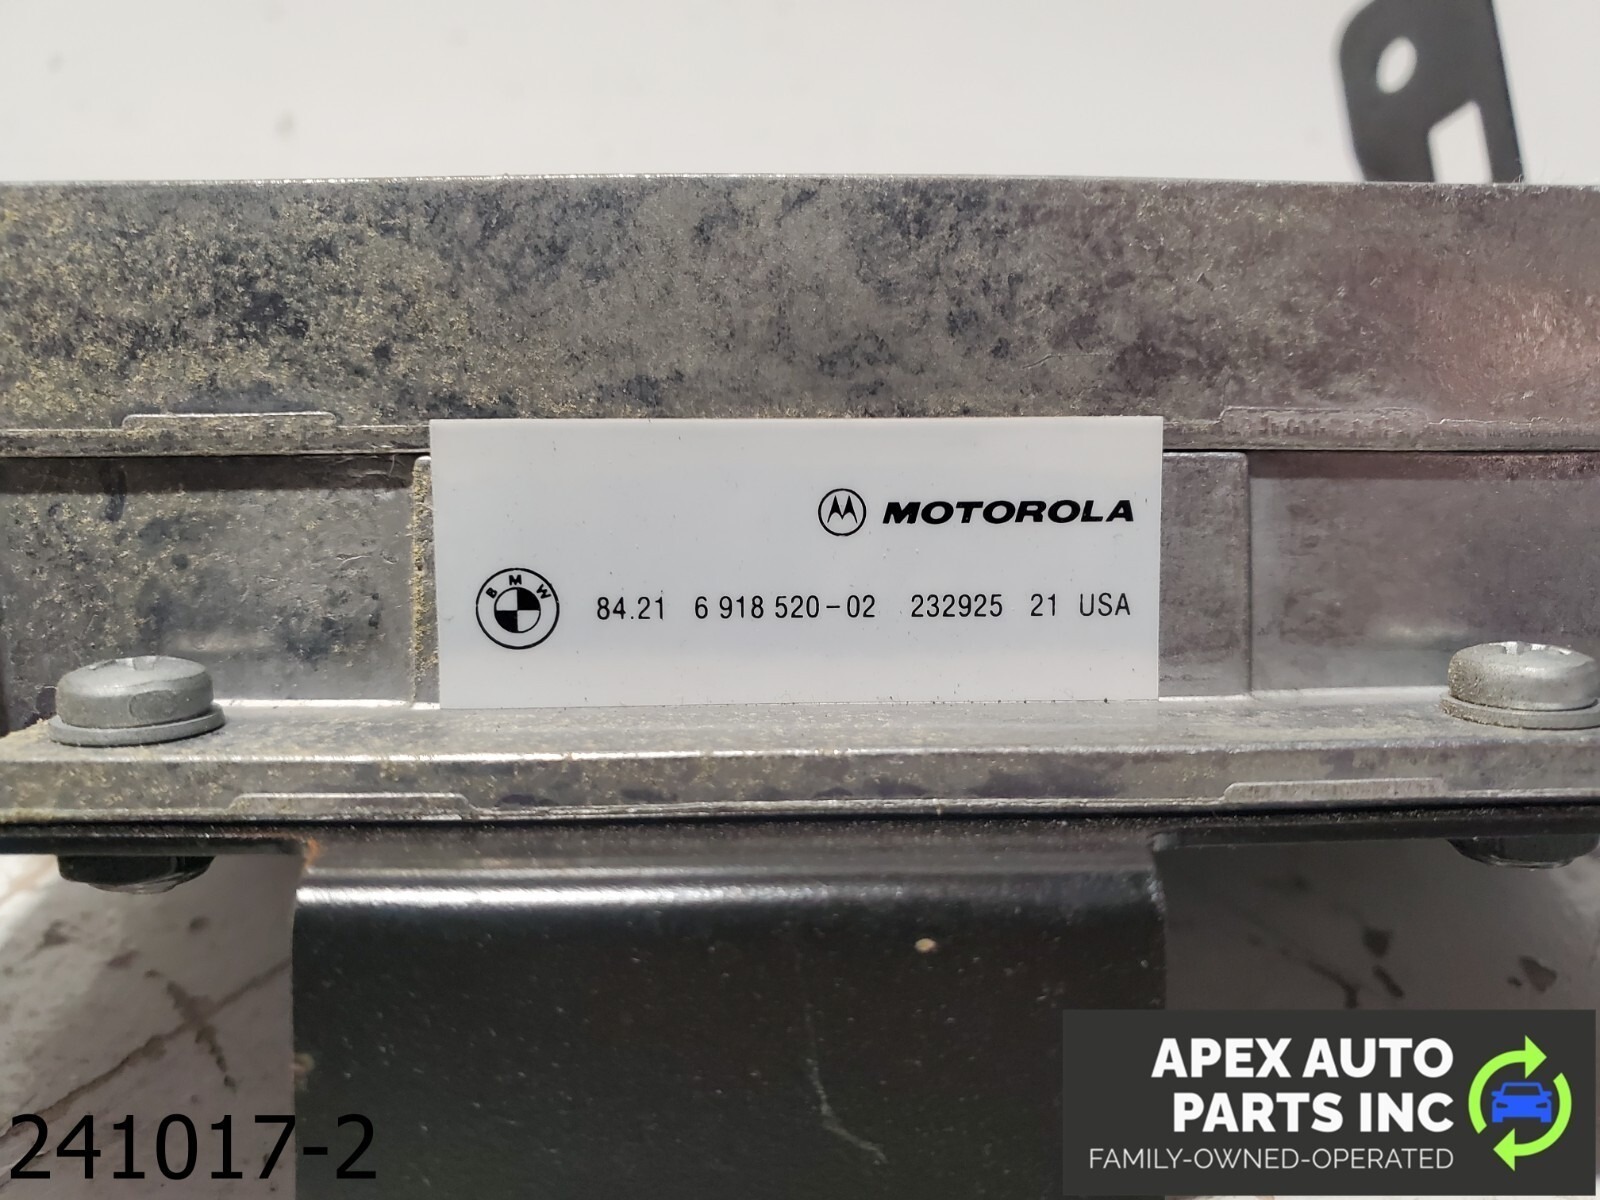 MOTOROLA
BMW
84.21 6 918 520-02 232925 21 USA
241017-2
APEX AUTO
PARTS INC
FAMILY-OWNED-OPERATED